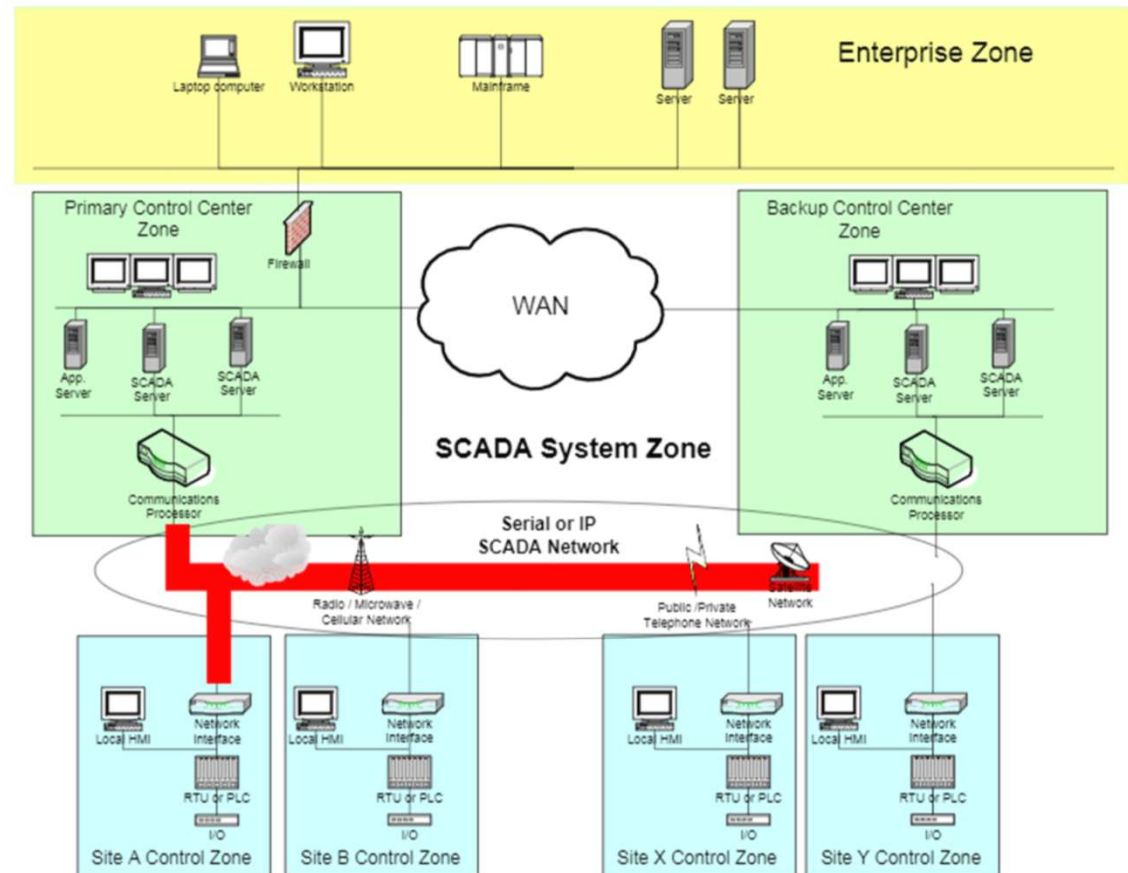 Enterprise Zone
Laptop computer
Workstation
Mainframe
Server
Server
Primary Control Center
Zone
Firewall
App.
Server
SCADA
Server
SCADA
Server
Communications
Processor
WAN
Backup Control Center
Zone
App.
Server
SCADA
Server
SCADA
Server
Communications
Processor
SCADA System Zone
Serial or IP
SCADA Network
Radio / Microwave /
Cellular Network
Public /Private
Telephone Network
Satellite
Network
Local HMI
Network
Interface
RTU or PLC
I/O
Site A Control Zone
Local HMI
Network
Interface
RTU or PLC
I/O
Site B Control Zone
Local HMI
Network
Interface
RTU or PLC
I/O
Site X Control Zone
Local HMI
Network
Interface
RTU or PLC
I/O
Site Y Control Zone